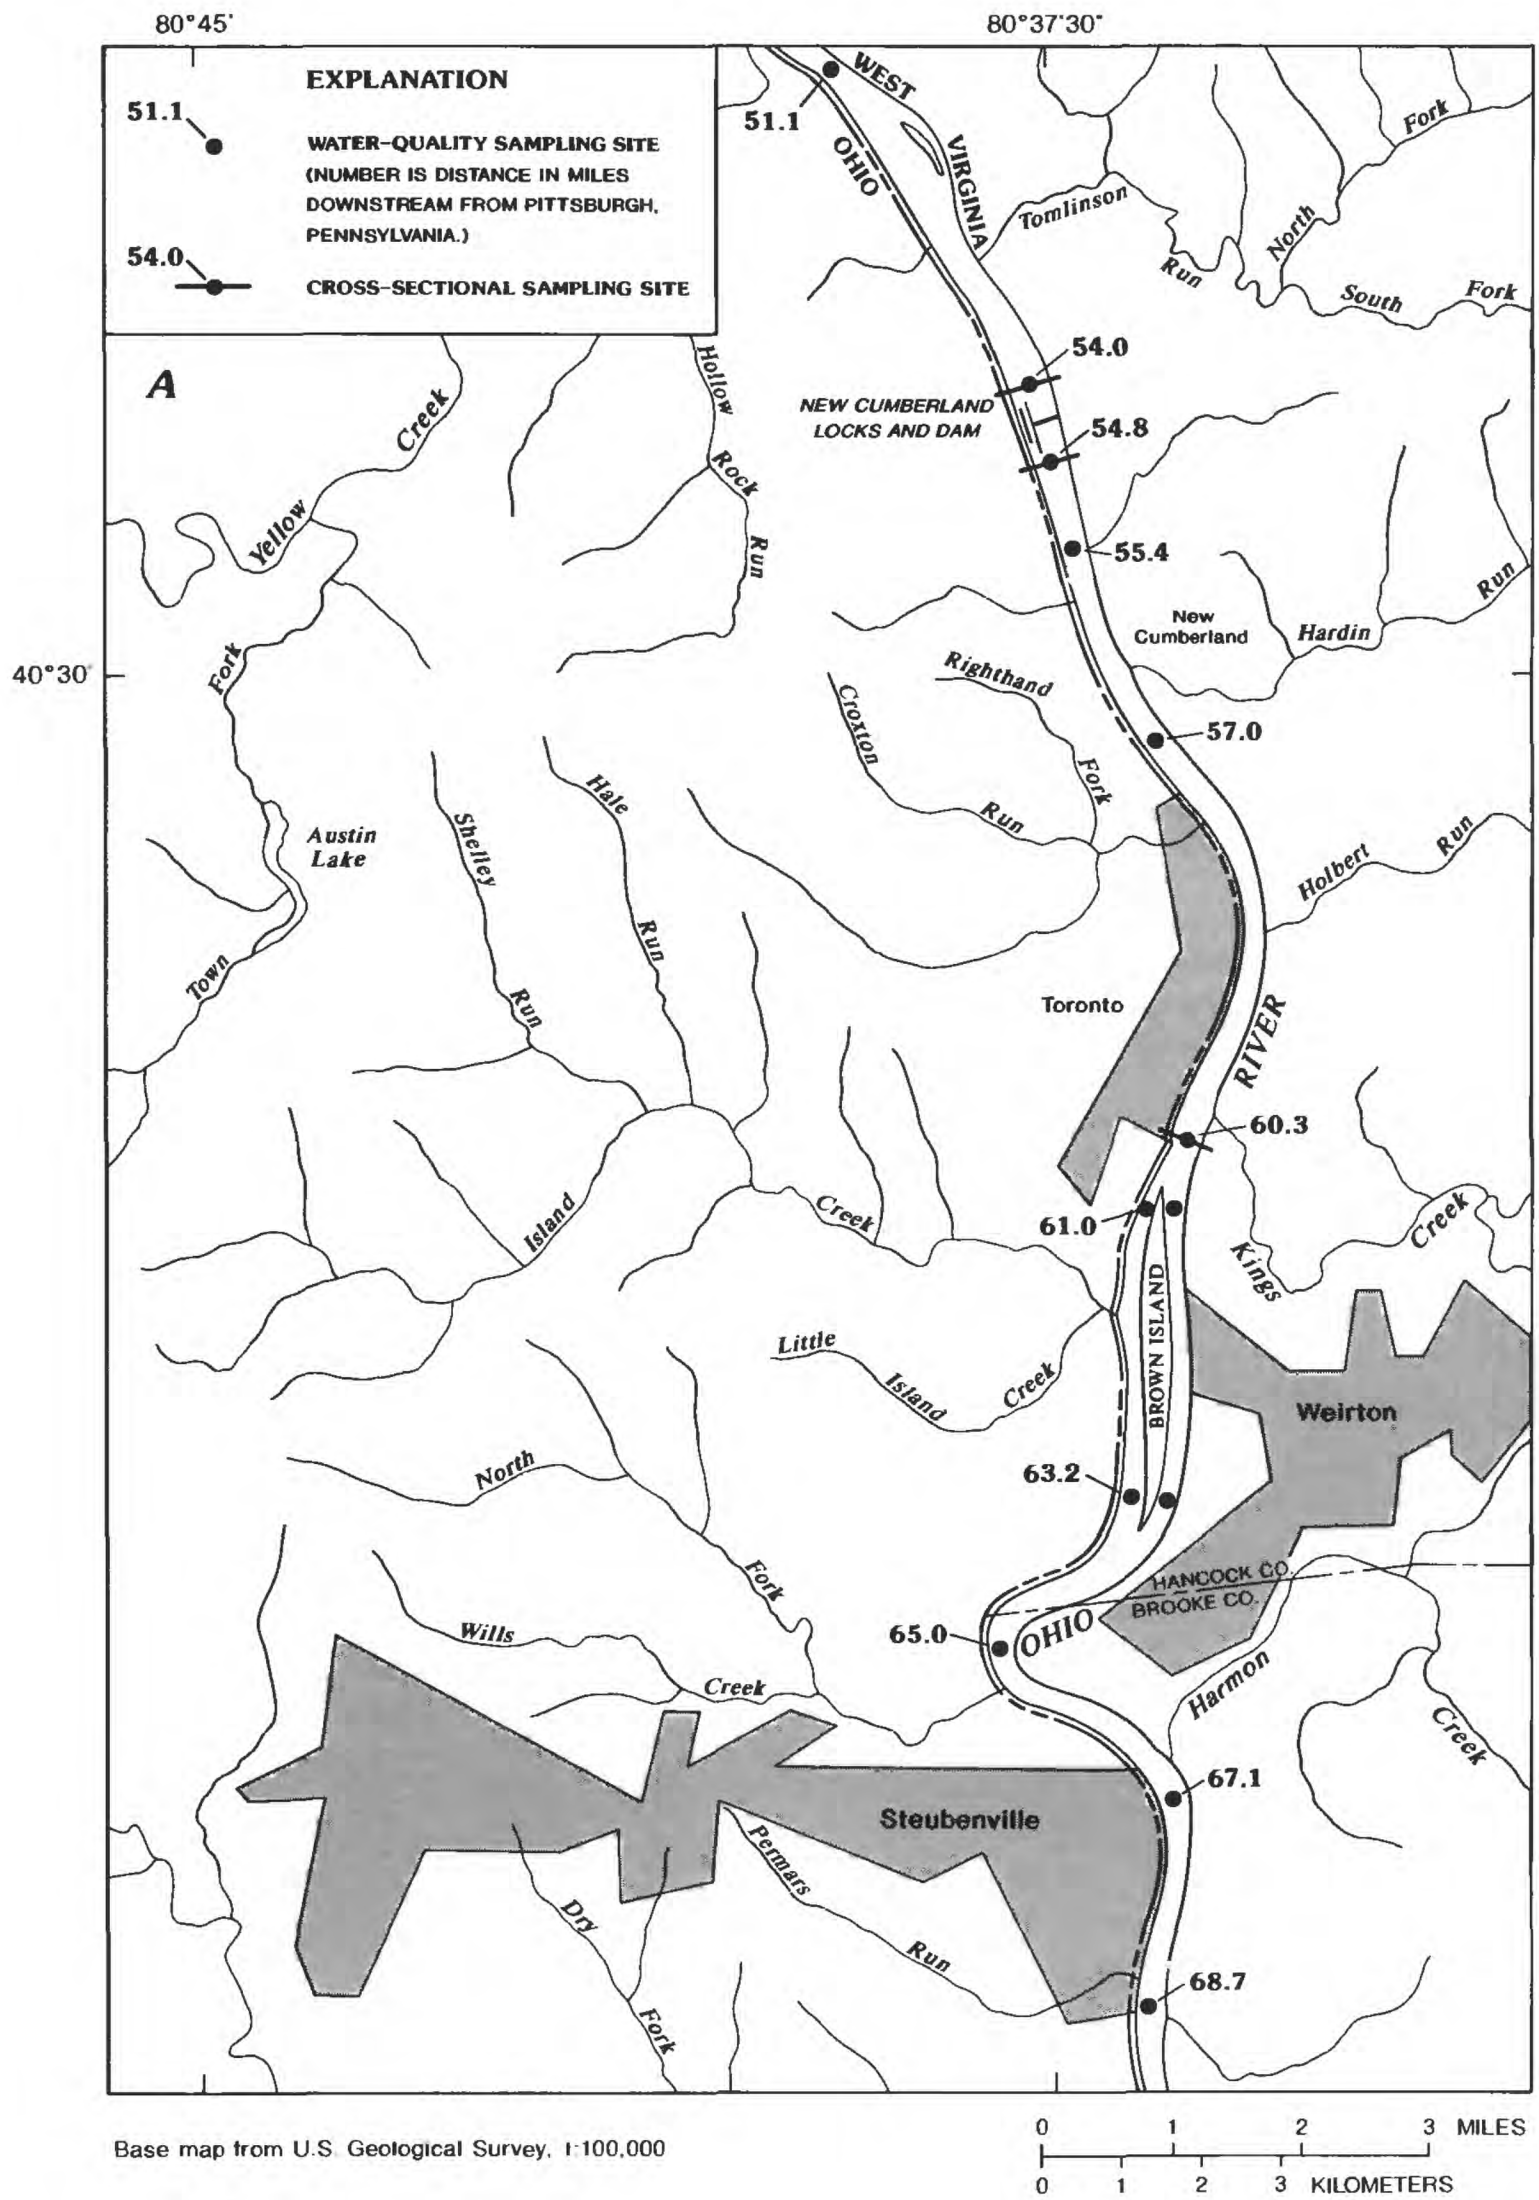 80°45'
80°37'30"
EXPLANATION
51.1
WATER-QUALITY SAMPLING SITE
(NUMBER IS DISTANCE IN MILES
DOWNSTREAM FROM PITTSBURGH,
PENNSYLVANIA.)
54.0
CROSS-SECTIONAL SAMPLING SITE
A
WEST
VIRGINIA
51.1
OHIO
Tomlinson
Run
North
Fork
South
Fork
54.0
NEW CUMBERLAND
LOCKS AND DAM
54.8
55.4
Hollow
Rock
Run
Yellow
Creek
New
Cumberland
Hardin
Run
40°30'
Fork
Righthand
Fork
Croxton
Run
57.0
Hale
Run
Shelley
Run
Austin
Lake
Town
Holbert
Run
Toronto
RIVER
60.3
61.0
Island
Creek
Kings
Creek
BROWN ISLAND
Little
Island
Creek
Weirton
63.2
North
Fork
HANCOCK CO.
BROOKE CO.
65.0
OHIO
Wills
Creek
Harmon
Creek
67.1
Steubenville
Permars
Run
Dry
Fork
68.7
0 1 2 3 MILES
Base map from U.S. Geological Survey, 1:100,000
0 1 2 3 KILOMETERS